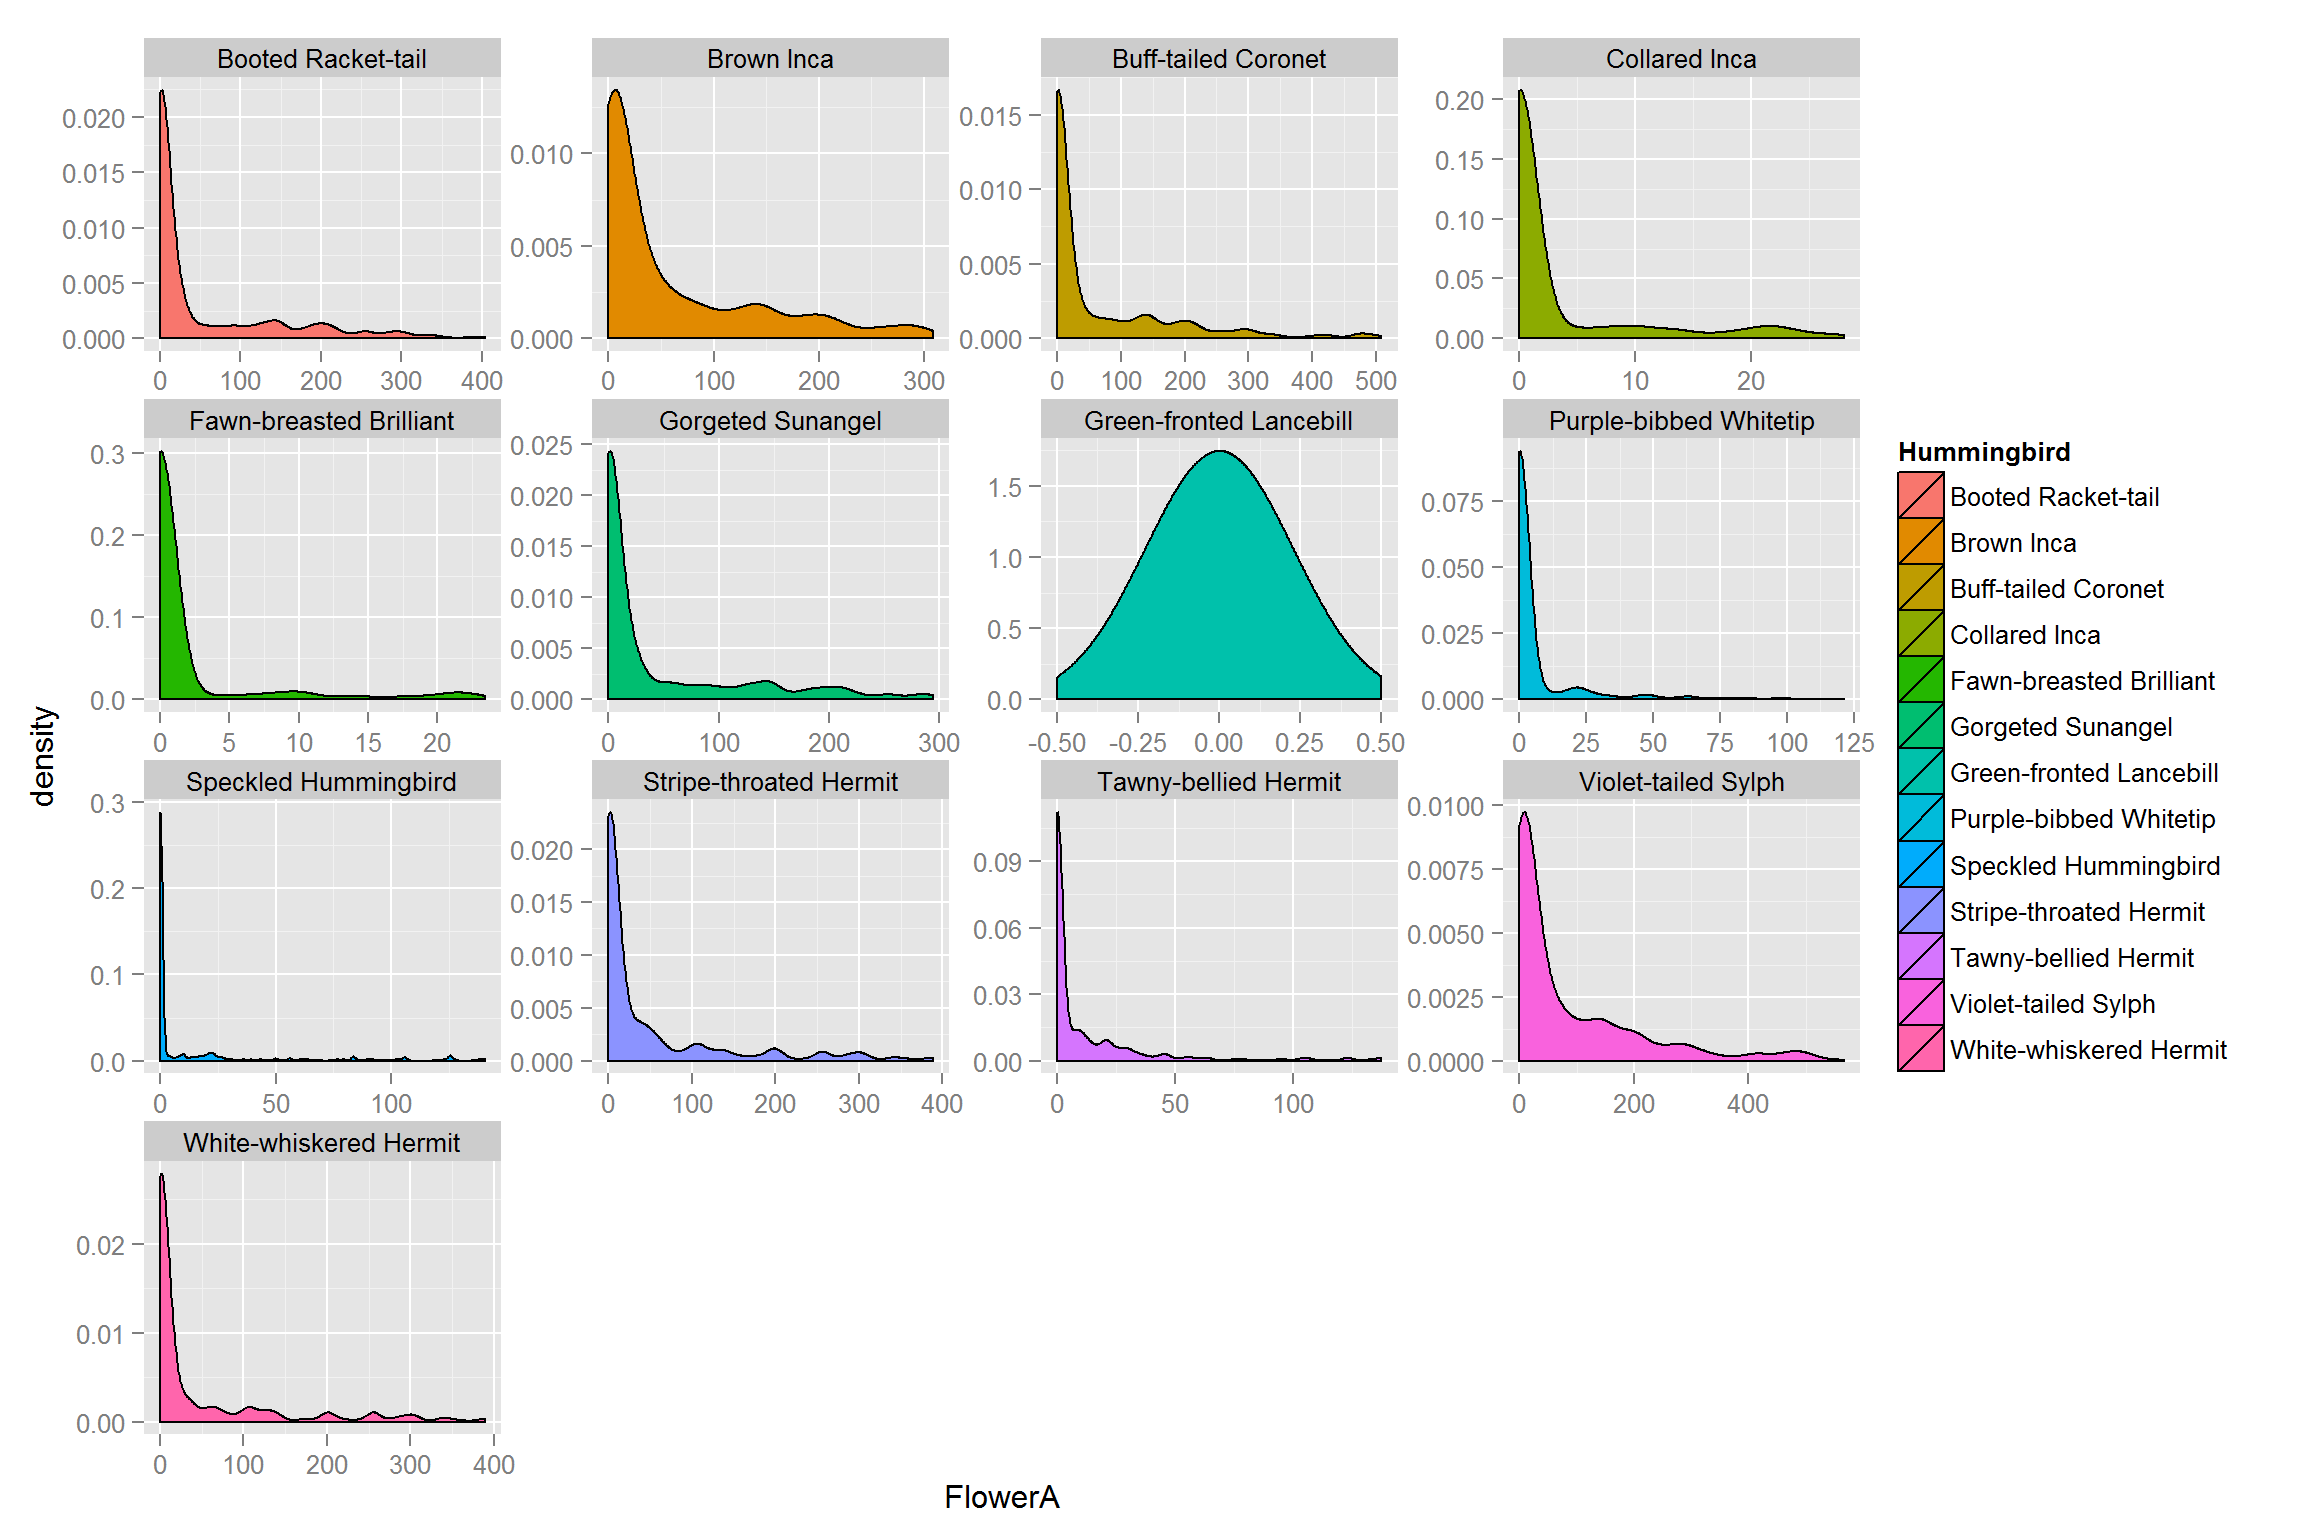 Booted Racket-tail
Brown Inca
Buff-tailed Coronet
Collared Inca
0.020
0.015
0.010
0.005
0.000
0.010
0.005
0.000
0.015
0.010
0.005
0.000
0.20
0.15
0.10
0.05
0.00
0 100 200 300 400
0 100 200 300
0 100 200 300 400 500
0 10 20
Fawn-breasted Brilliant
Gorgeted Sunangel
Green-fronted Lancebill
Purple-bibbed Whitetip
0.3
0.2
0.1
0.0
0.025
0.020
0.015
0.010
0.005
0.000
1.5
1.0
0.5
0.0
0.075
0.050
0.025
0.000
0 5 10 15 20
0 100 200 300
-0.50 -0.25 0.00 0.25 0.50
0 25 50 75 100 125
Speckled Hummingbird
Stripe-throated Hermit
Tawny-bellied Hermit
Violet-tailed Sylph
0.3
0.2
0.1
0.0
0.020
0.015
0.010
0.005
0.000
0.09
0.06
0.03
0.00
0.0100
0.0075
0.0050
0.0025
0.0000
0 50 100
0 100 200 300 400
0 50 100
0 200 400
White-whiskered Hermit
0.02
0.01
0.00
0 100 200 300 400
density
FlowerA
Hummingbird
Booted Racket-tail
Brown Inca
Buff-tailed Coronet
Collared Inca
Fawn-breasted Brilliant
Gorgeted Sunangel
Green-fronted Lancebill
Purple-bibbed Whitetip
Speckled Hummingbird
Stripe-throated Hermit
Tawny-bellied Hermit
Violet-tailed Sylph
White-whiskered Hermit